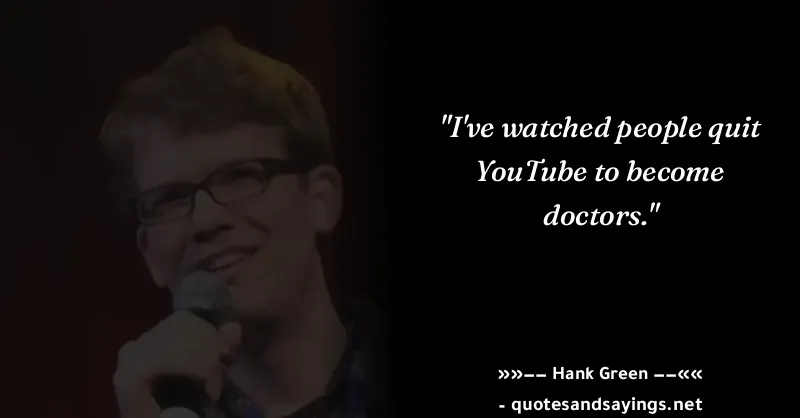 "I've watched people quit
YouTube to become
doctors."
»»–– Hank Green ––««
- quotesandsayings.net